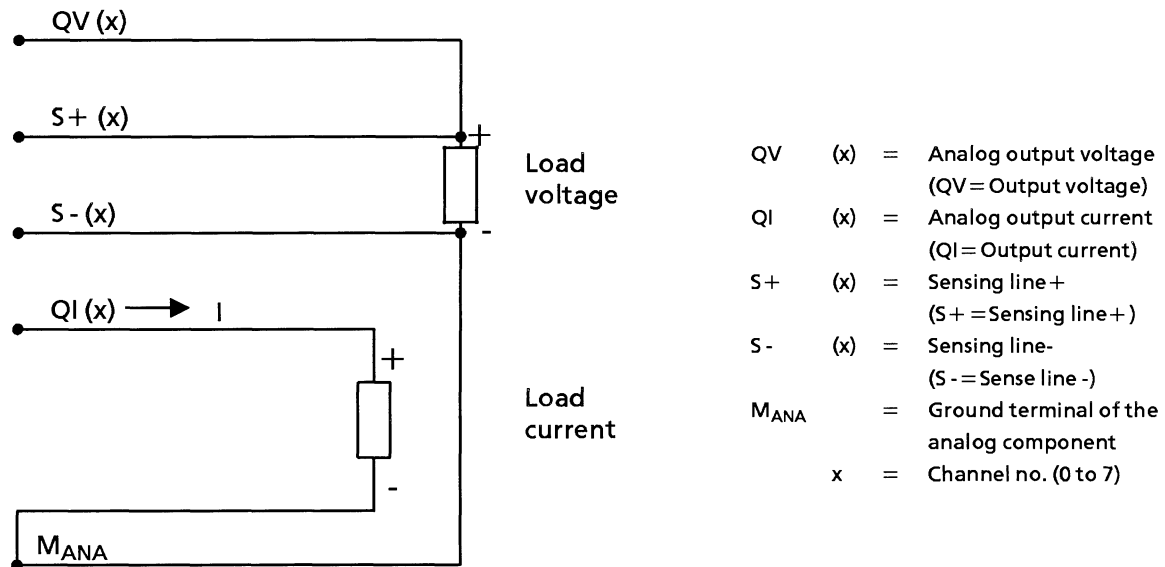 QV (x)
S+ (x)
+
Load
voltage
S - (x)
-
QI (x) I
+
Load
current
-
MANA
QV (x) = Analog output voltage
(QV = Output voltage)
QI (x) = Analog output current
(QI = Output current)
S+ (x) = Sensing line+
(S+ = Sensing line+)
S - (x) = Sensing line-
(S - = Sense line -)
MANA = Ground terminal of the
analog component
x = Channel no. (0 to 7)